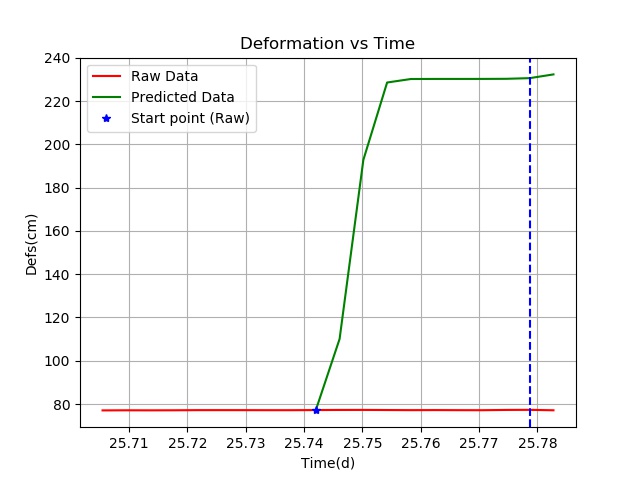 Deformation vs Time
Raw Data
Predicted Data
Start point (Raw)
240
220
200
180
160
140
120
100
80
Defs(cm)
25.71 25.72 25.73 25.74 25.75 25.76 25.77 25.78
Time(d)